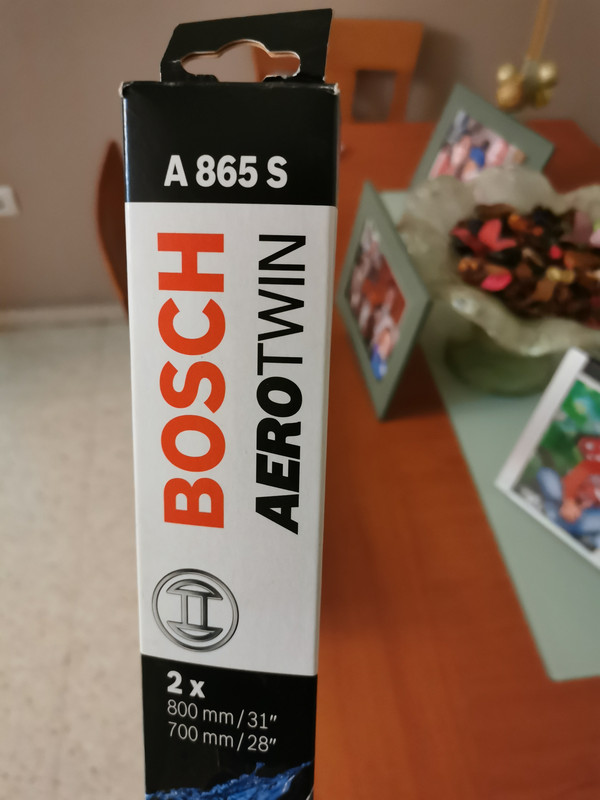 A 865 S
BOSCH
AEROTWIN
2 x
800 mm / 31"
700 mm / 28"